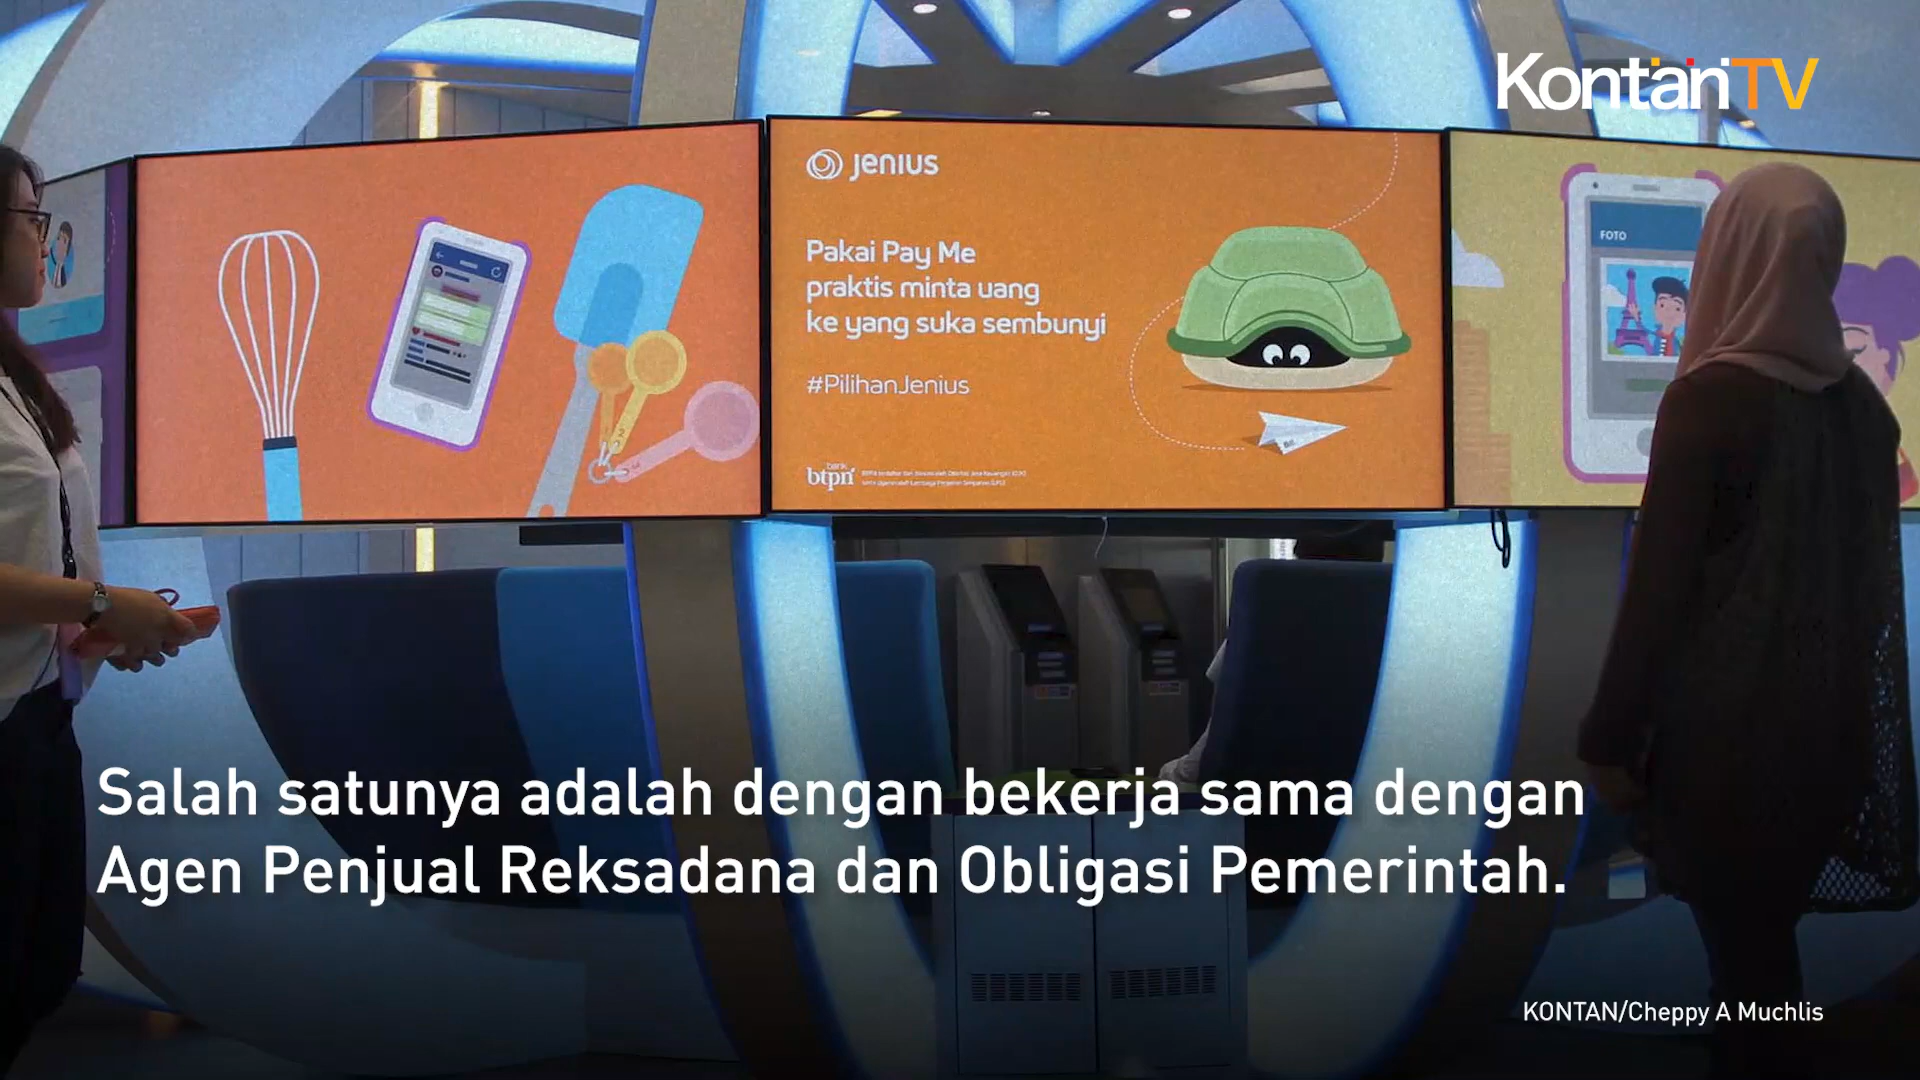 KontanTV
Jenius
Pakai Pay Me
praktis minta uang
ke yang suka sembunyi
#PilihanJenius
bank
btpn
FOTO
Salah satunya adalah dengan bekerja sama dengan
Agen Penjual Reksadana dan Obligasi Pemerintah.
KONTAN/Cheppy A Muchlis